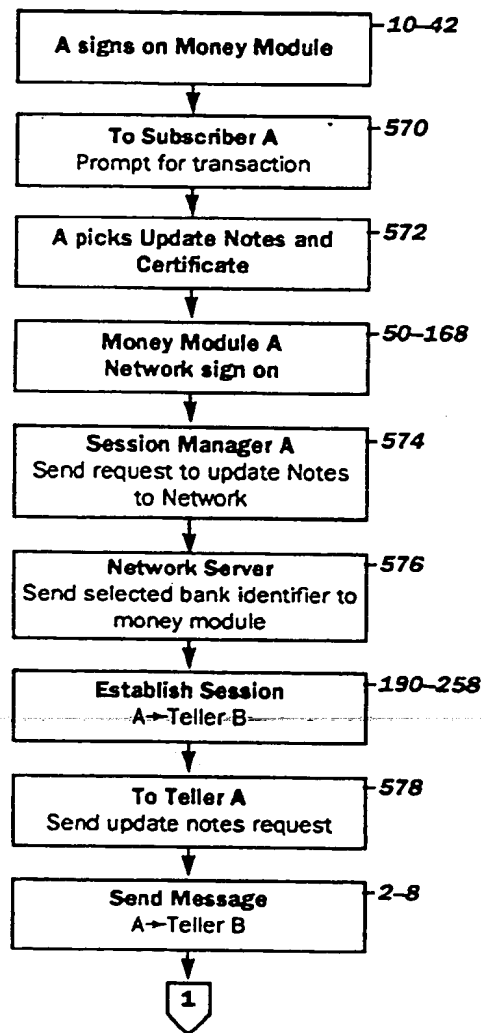 10–42
A signs on Money Module
570
To Subscriber A
Prompt for transaction
572
A picks Update Notes and
Certificate
50–168
Money Module A
Network sign on
574
Session Manager A
Send request to update Notes
to Network
576
Network Server
Send selected bank identifier to
money module
190–258
Establish Session
A→Teller B
578
To Teller A
Send update notes request
2–8
Send Message
A→Teller B
1